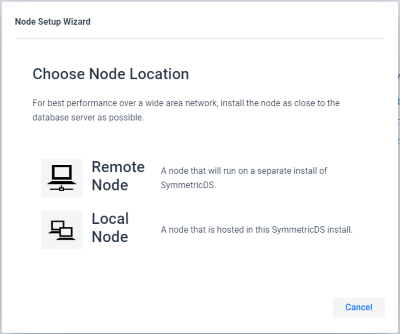 Node Setup Wizard
Choose Node Location
For best performance over a wide area network, install the node as close to the
database server as possible.
Remote
Node
A node that will run on a separate install of
SymmetricDS.
Local
Node
A node that is hosted in this SymmetricDS install.
Cancel